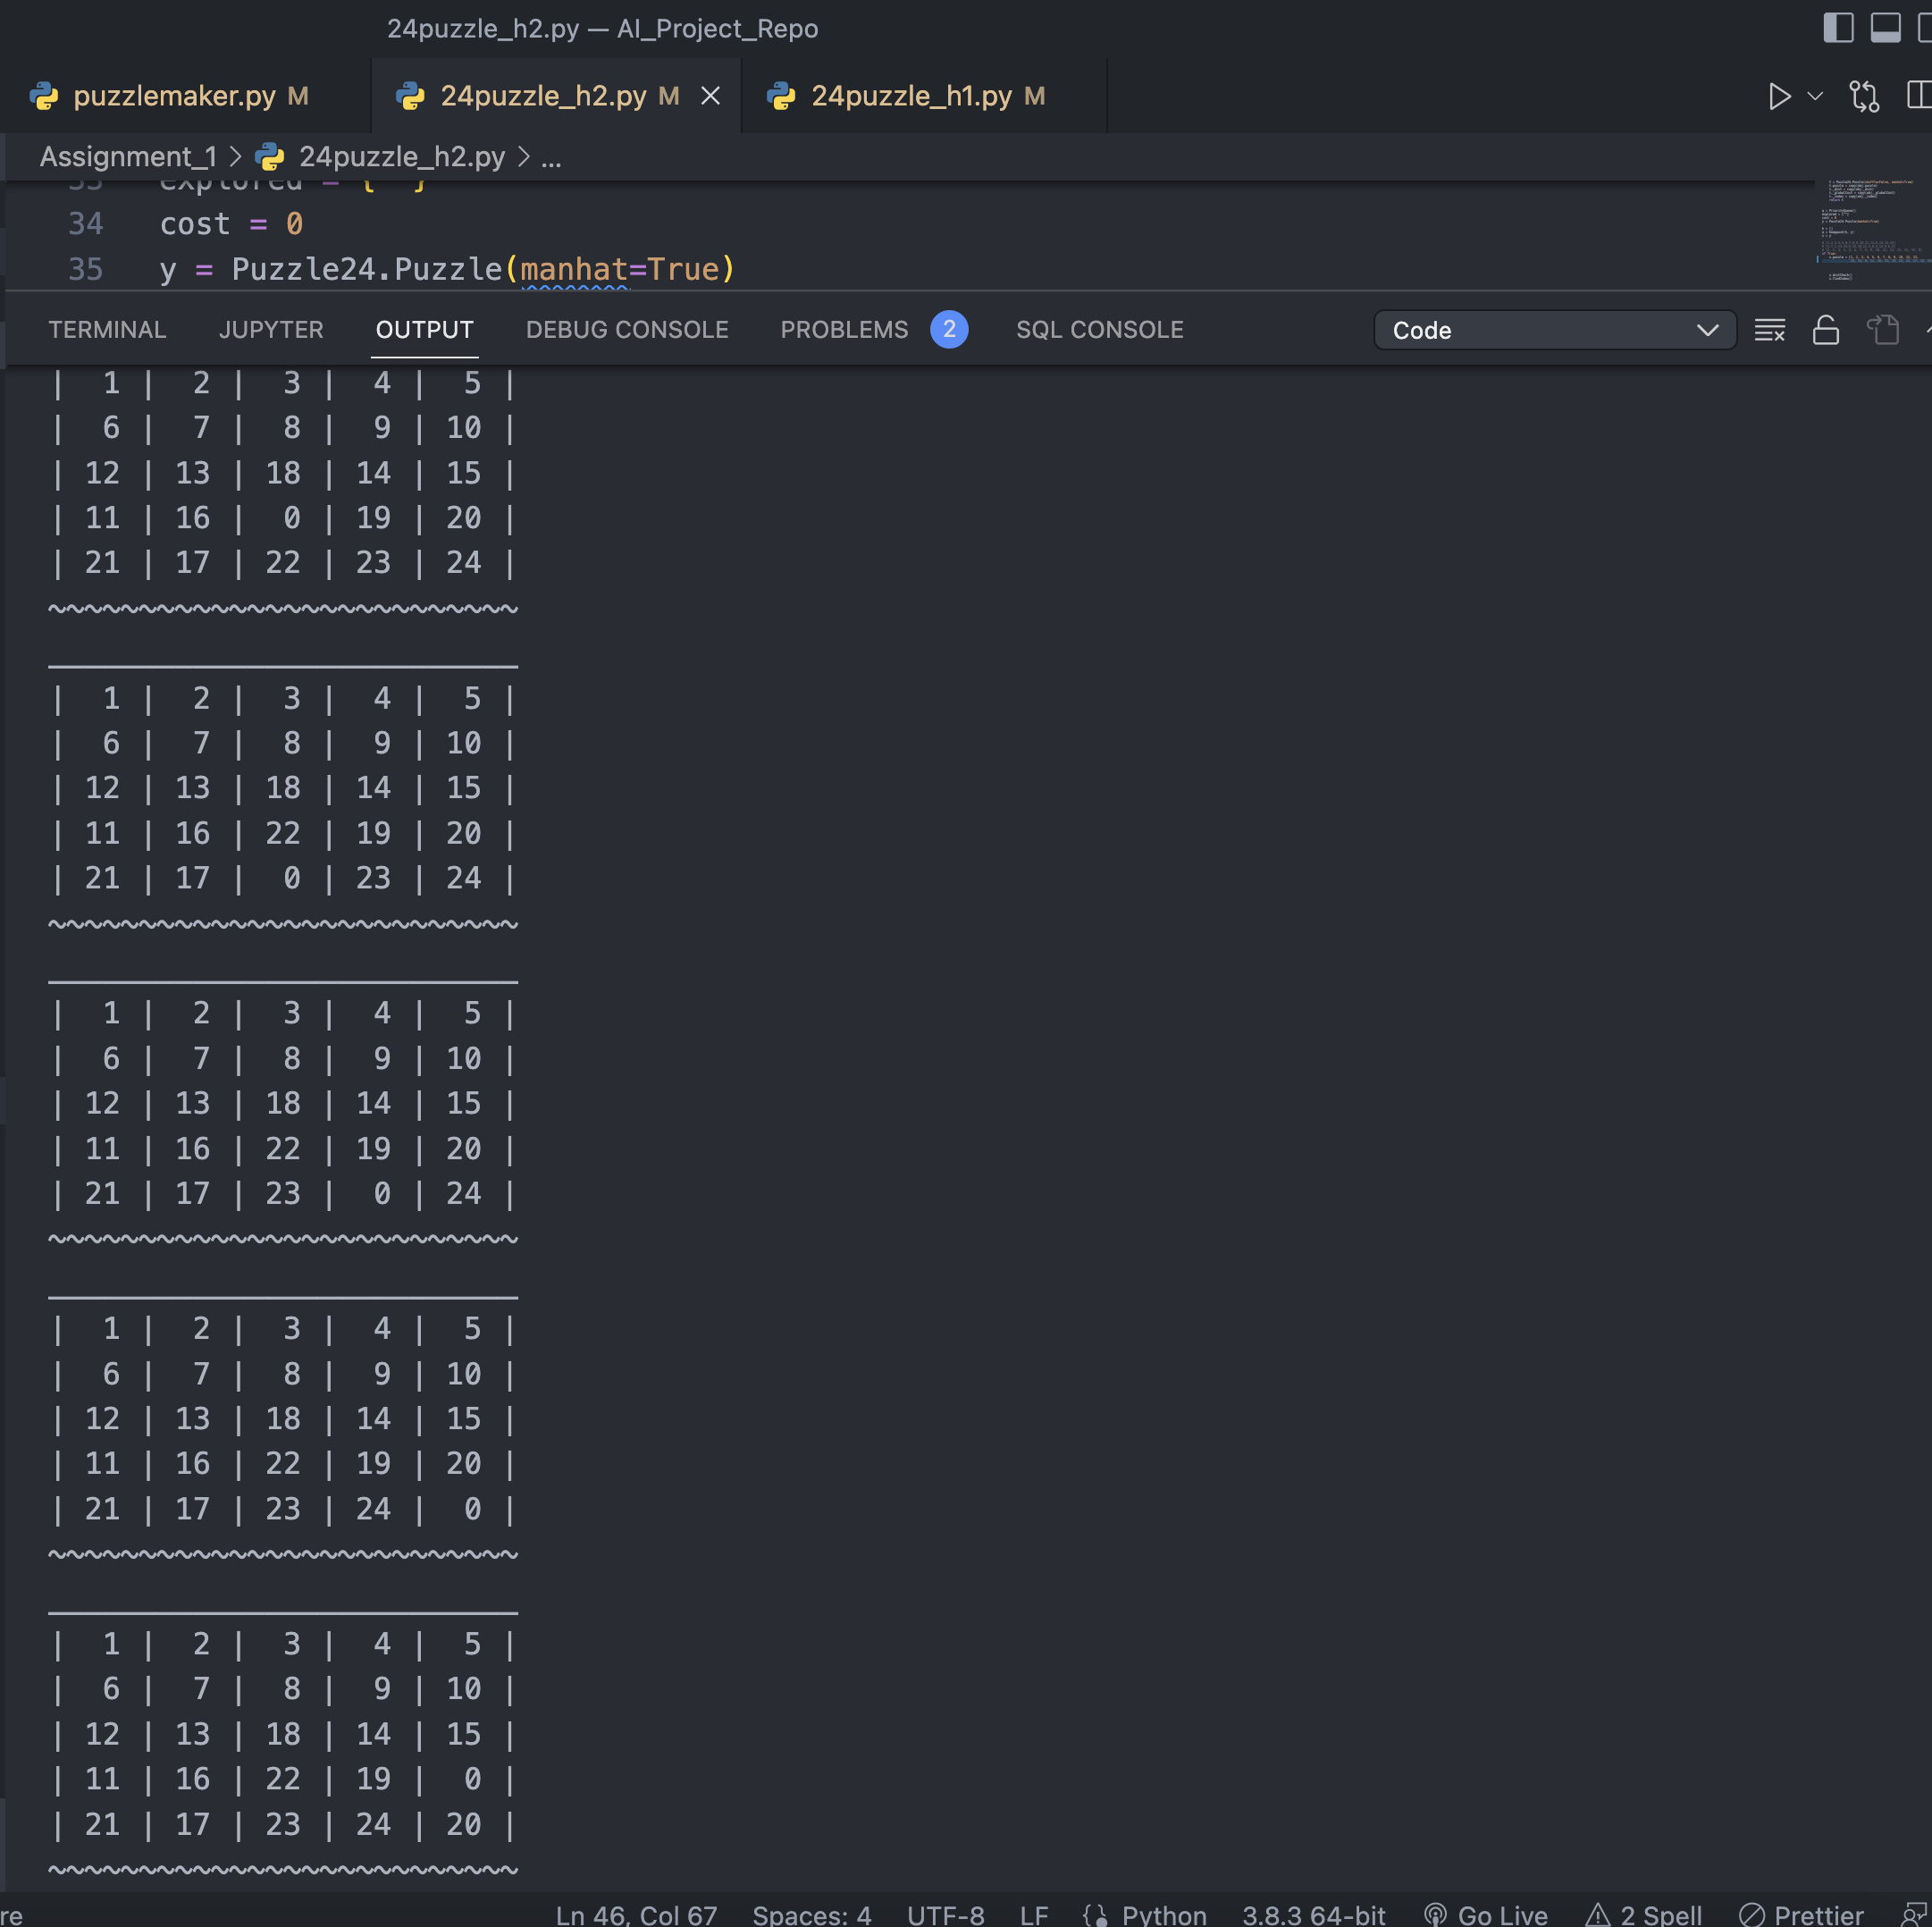 24puzzle_h2.py — AI_Project_Repo
puzzlemaker.py M 24puzzle_h2.py M 24puzzle_h1.py M
Assignment_1 > 24puzzle_h2.py > ...
33 explored = { }
34 cost = 0
35 y = Puzzle24.Puzzle(manhat=True)
TERMINAL JUPYTER OUTPUT DEBUG CONSOLE PROBLEMS 2 SQL CONSOLE Code
| 1 | 2 | 3 | 4 | 5 |
| 6 | 7 | 8 | 9 | 10 |
| 12 | 13 | 18 | 14 | 15 |
| 11 | 16 | 0 | 19 | 20 |
| 21 | 17 | 22 | 23 | 24 |
~~~~~~~~~~~~~~~~~~~~~~~~~~
__________________________
| 1 | 2 | 3 | 4 | 5 |
| 6 | 7 | 8 | 9 | 10 |
| 12 | 13 | 18 | 14 | 15 |
| 11 | 16 | 22 | 19 | 20 |
| 21 | 17 | 0 | 23 | 24 |
~~~~~~~~~~~~~~~~~~~~~~~~~~
__________________________
| 1 | 2 | 3 | 4 | 5 |
| 6 | 7 | 8 | 9 | 10 |
| 12 | 13 | 18 | 14 | 15 |
| 11 | 16 | 22 | 19 | 20 |
| 21 | 17 | 23 | 0 | 24 |
~~~~~~~~~~~~~~~~~~~~~~~~~~
__________________________
| 1 | 2 | 3 | 4 | 5 |
| 6 | 7 | 8 | 9 | 10 |
| 12 | 13 | 18 | 14 | 15 |
| 11 | 16 | 22 | 19 | 20 |
| 21 | 17 | 23 | 24 | 0 |
~~~~~~~~~~~~~~~~~~~~~~~~~~
__________________________
| 1 | 2 | 3 | 4 | 5 |
| 6 | 7 | 8 | 9 | 10 |
| 12 | 13 | 18 | 14 | 15 |
| 11 | 16 | 22 | 19 | 0 |
| 21 | 17 | 23 | 24 | 20 |
~~~~~~~~~~~~~~~~~~~~~~~~~~
re Ln 46, Col 67 Spaces: 4 UTF-8 LF Python 3.8.3 64-bit Go Live 2 Spell Prettier